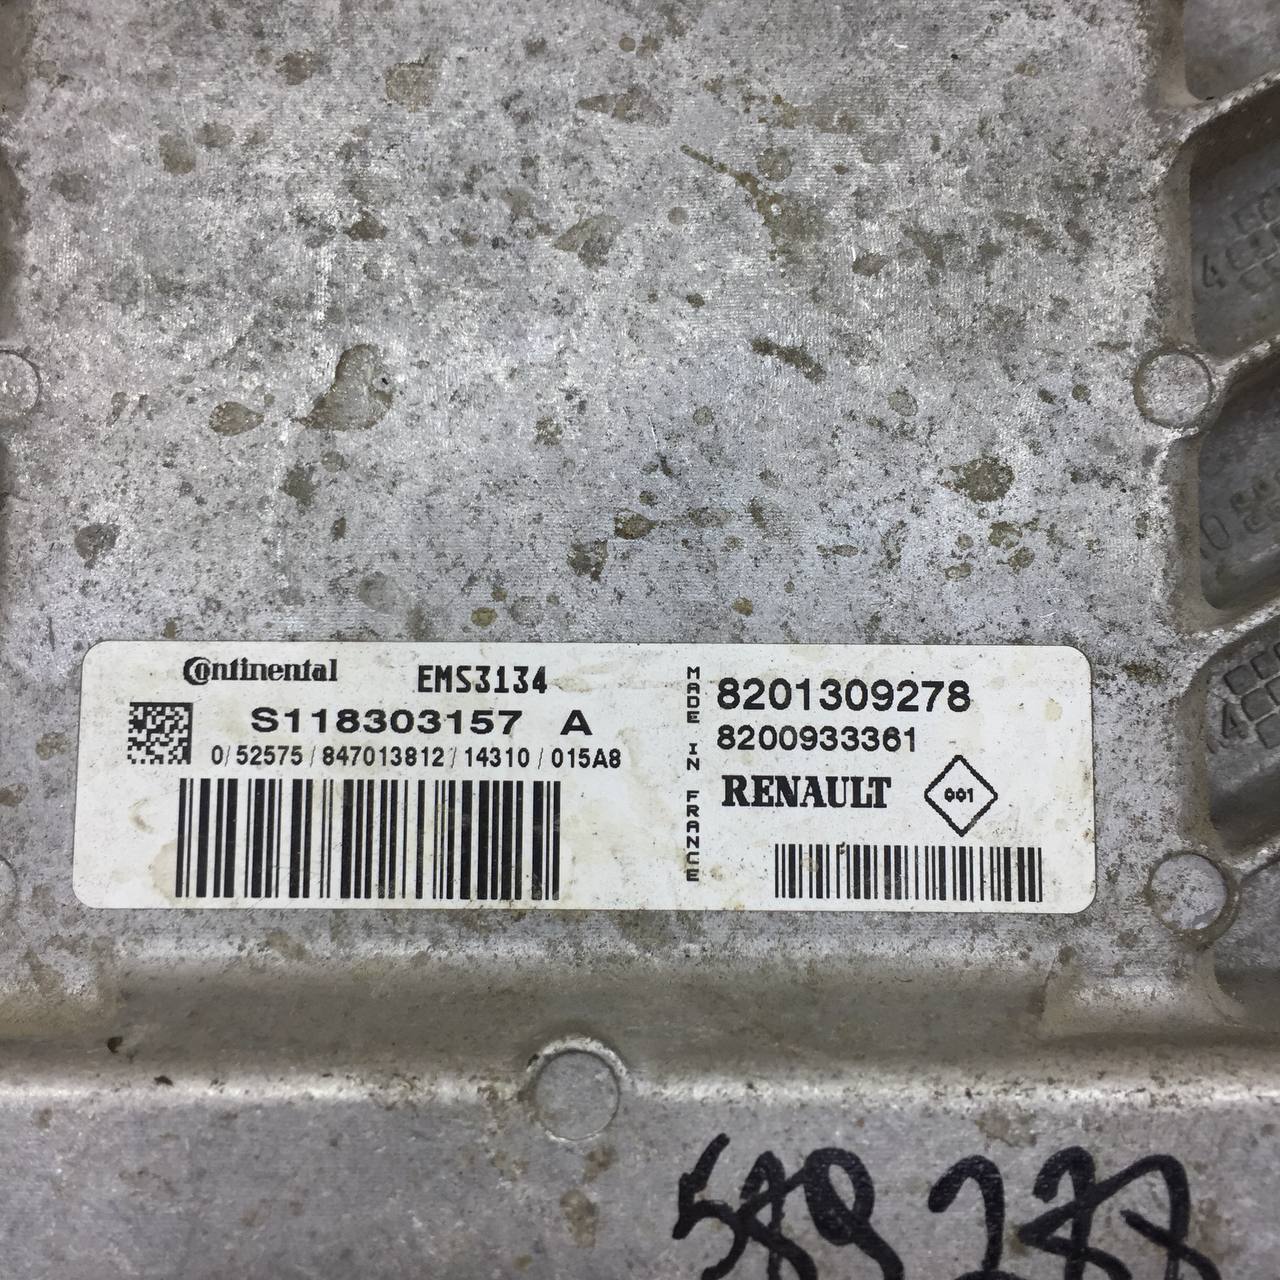 Continental EMS3134
S118303157 A
0/52575/847013812/14310/015A8
MADE IN FRANCE
8201309278
8200933361
RENAULT 001